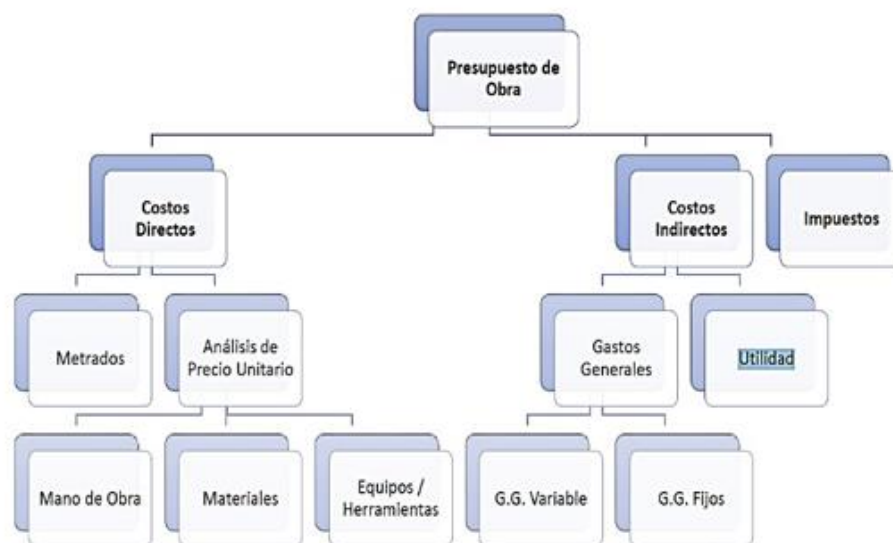 Presupuesto de
Obra
Costos
Directos
Costos
Indirectos
Impuestos
Metrados
Análisis de
Precio Unitario
Gastos
Generales
Utilidad
Mano de Obra
Materiales
Equipos /
Herramientas
G.G. Variable
G.G. Fijos